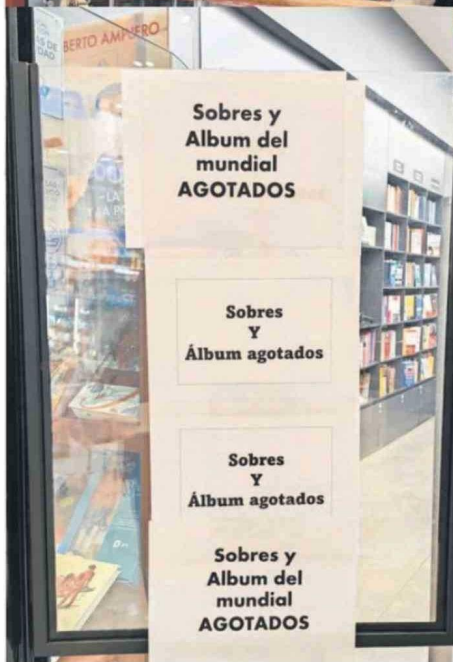 BERTO AMPUERO
Sobres y
Album del
mundial
AGOTADOS
Sobres
Y
Álbum agotados
Sobres
Y
Álbum agotados
Sobres y
Album del
mundial
AGOTADOS